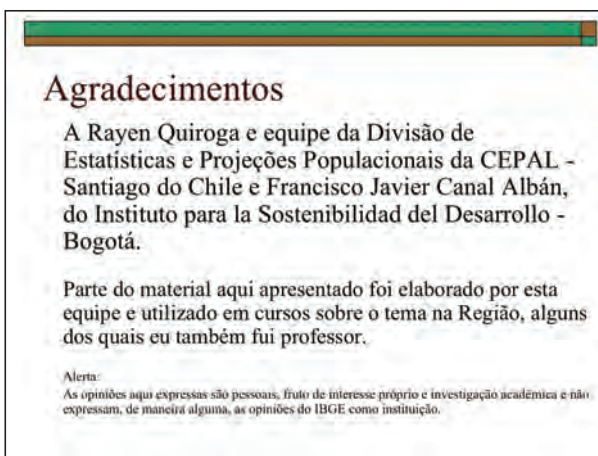 Agradecimentos
A Rayen Quiroga e equipe da Divisão de
Estatísticas e Projeções Populacionais da CEPAL -
Santiago do Chile e Francisco Javier Canal Albán,
do Instituto para la Sostenibilidad del Desarrollo -
Bogotá.
Parte do material aqui apresentado foi elaborado por esta
equipe e utilizado em cursos sobre o tema na Região, alguns
dos quais eu também fui professor.
Alerta:
As opiniões aqui expressas são pessoais, fruto de interesse próprio e investigação acadêmica e não
expressam, de maneira alguma, as opiniões do IBGE como instituição.